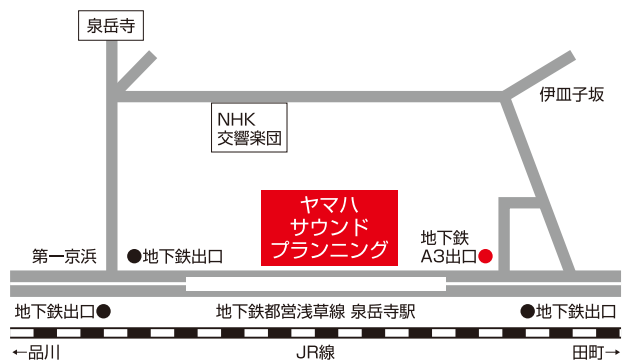 泉岳寺
伊皿子坂
NHK
交響楽団
ヤマハ
サウンド
プランニング
地下鉄
A3出口●
第一京浜
●地下鉄出口
地下鉄出口●
地下鉄都営浅草線 泉岳寺駅
●地下鉄出口
←品川
JR線
田町→